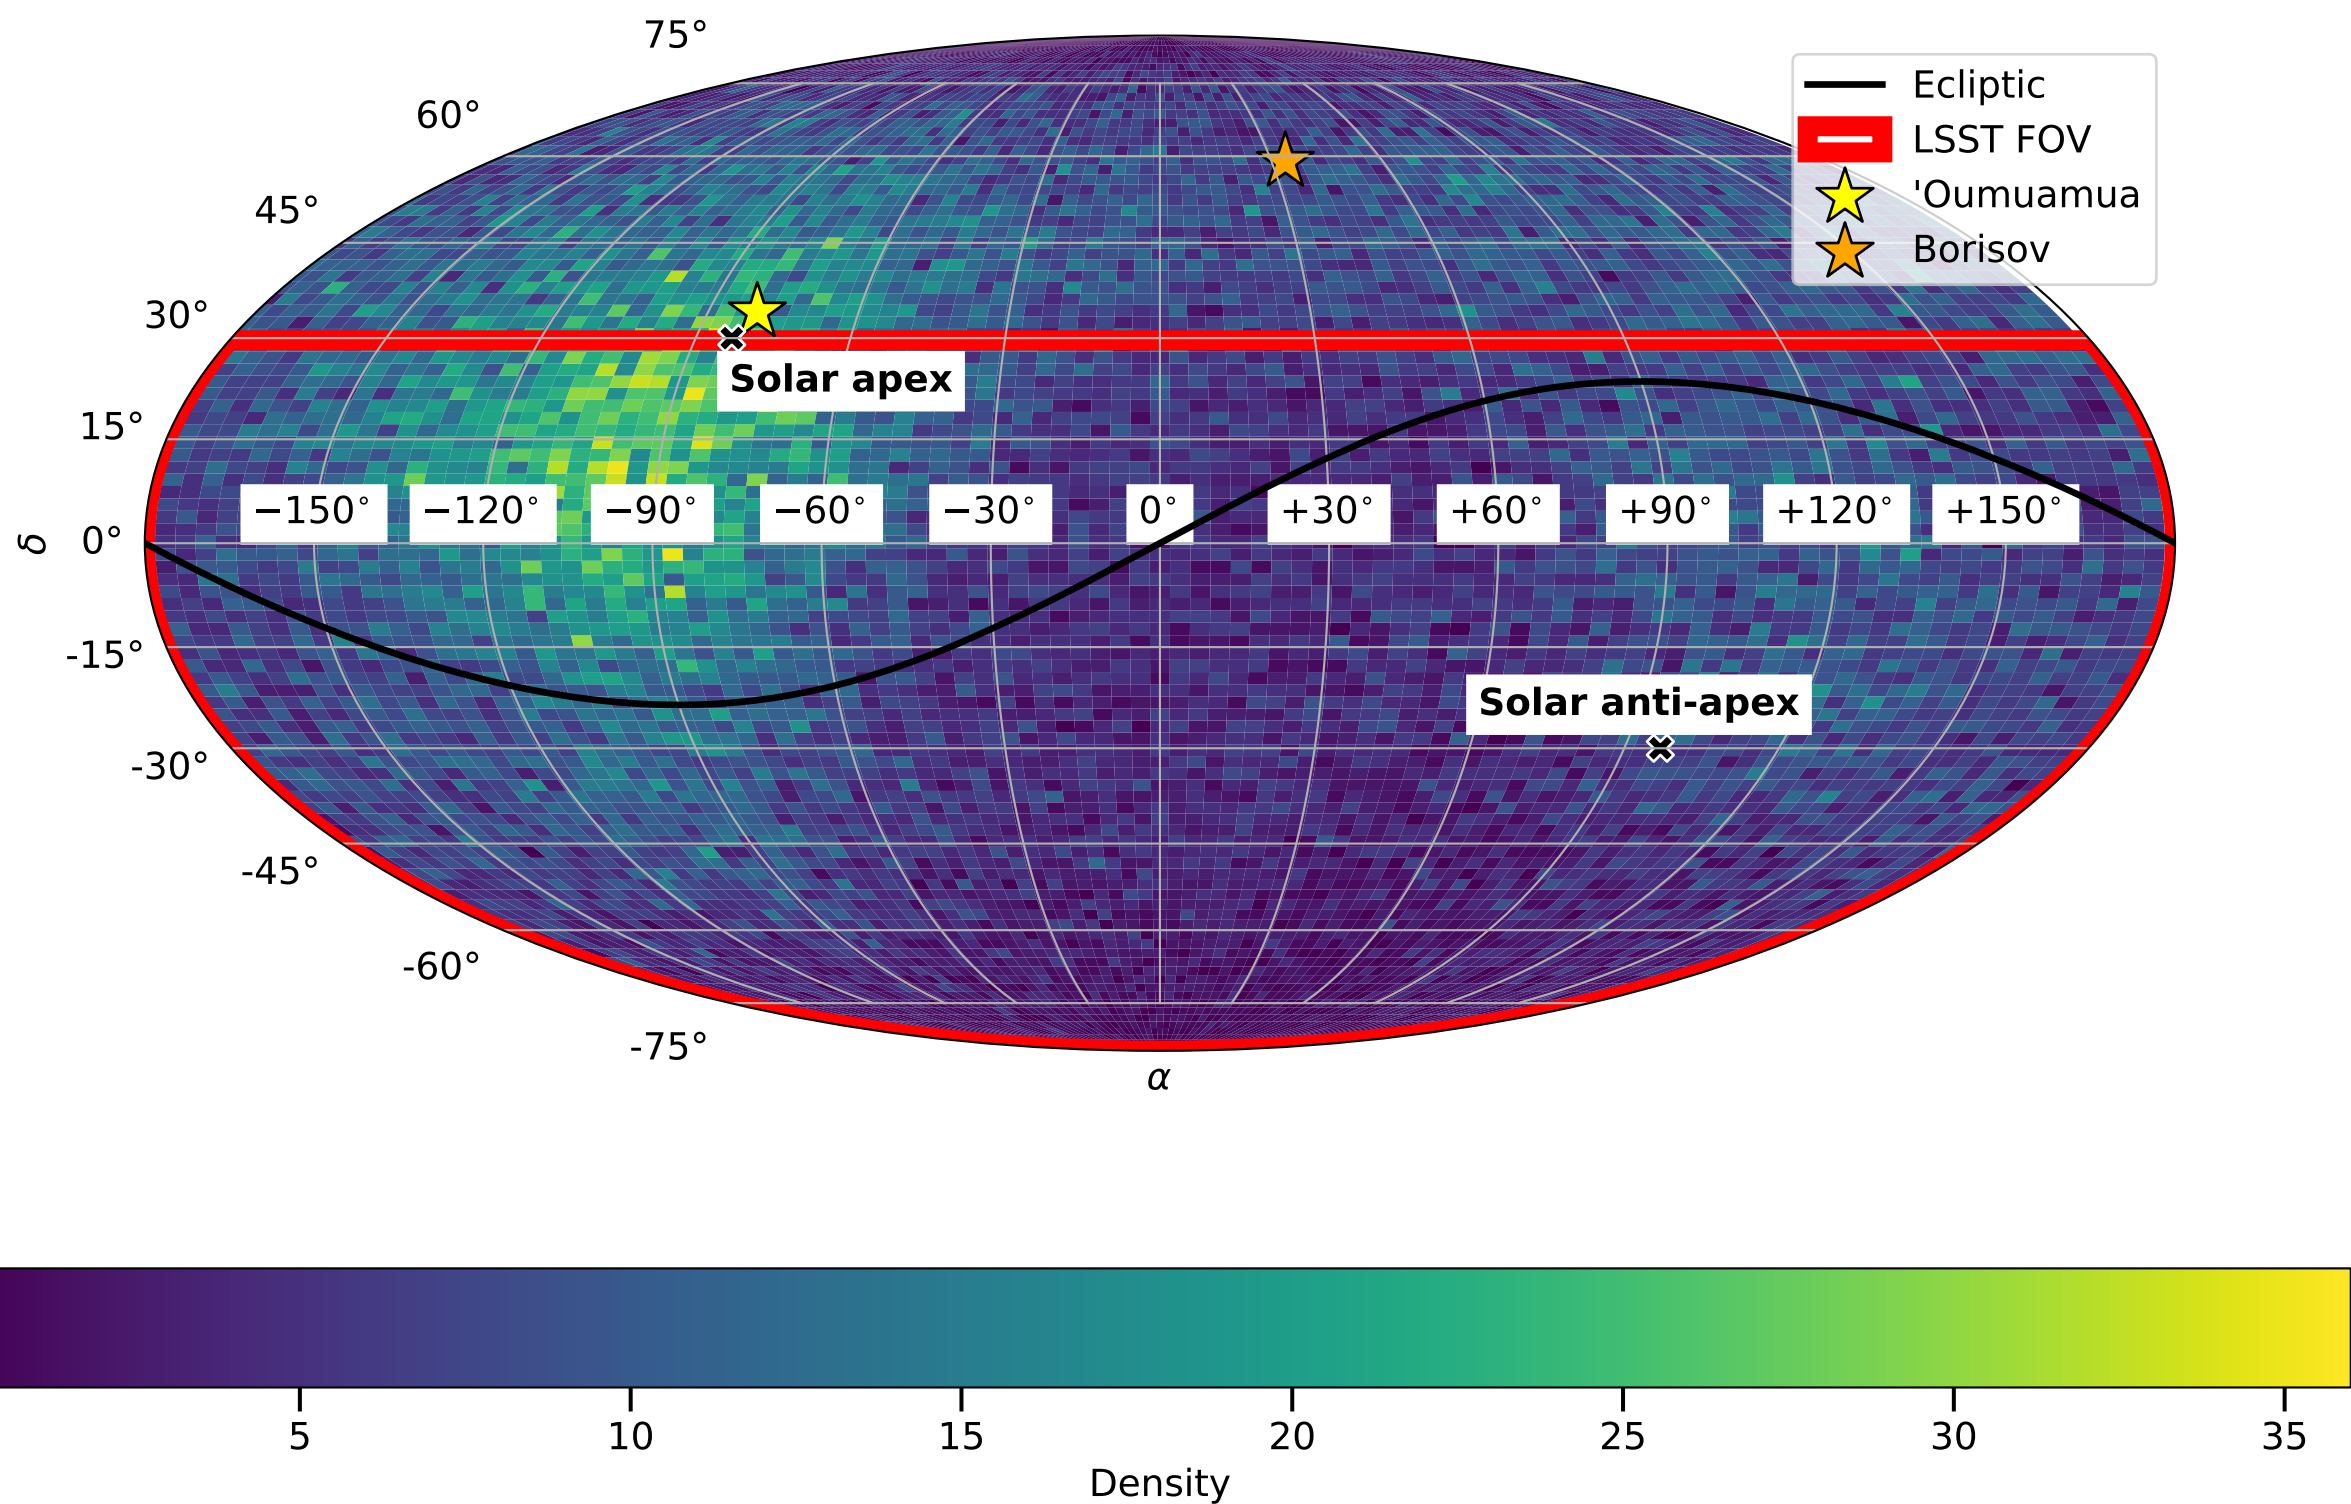 75°
60°
45°
30°
15°
0°
-15°
-30°
-45°
-60°
-75°
δ
Ecliptic
LSST FOV
'Oumuamua
Borisov
Solar apex
−150° −120° −90° −60° −30° 0° +30° +60° +90° +120° +150°
Solar anti-apex
α
5 10 15 20 25 30 35
Density